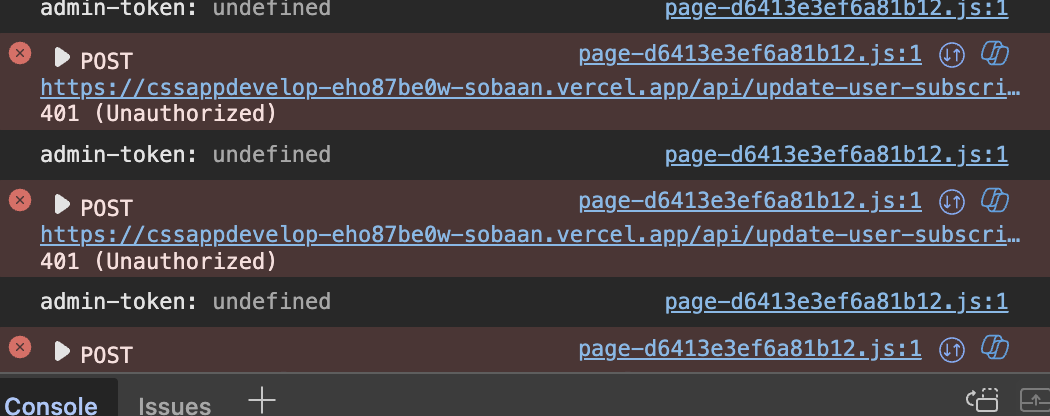 admin-token: undefined page-d6413e3ef6a81b12.js:1
POST page-d6413e3ef6a81b12.js:1
https://cssappdevelop-eho87be0w-sobaan.vercel.app/api/update-user-subscri…
401 (Unauthorized)
admin-token: undefined page-d6413e3ef6a81b12.js:1
POST page-d6413e3ef6a81b12.js:1
https://cssappdevelop-eho87be0w-sobaan.vercel.app/api/update-user-subscri…
401 (Unauthorized)
admin-token: undefined page-d6413e3ef6a81b12.js:1
POST page-d6413e3ef6a81b12.js:1
Console Issues